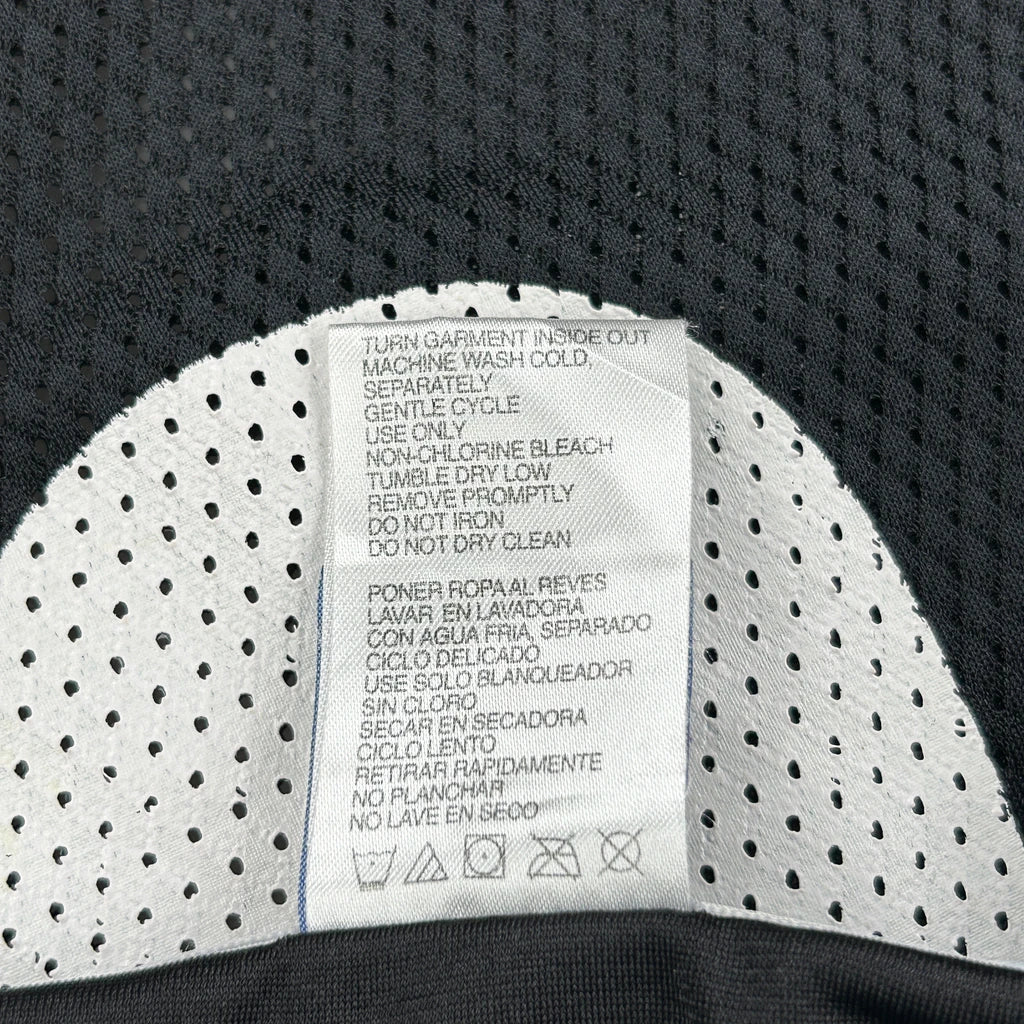 TURN GARMENT INSIDE OUT
MACHINE WASH COLD,
SEPARATELY
GENTLE CYCLE
USE ONLY
NON-CHLORINE BLEACH
TUMBLE DRY LOW
REMOVE PROMPTLY
DO NOT IRON
DO NOT DRY CLEAN
PONER ROPA AL REVES
LAVAR EN LAVADORA
CON AGUA FRIA, SEPARADO
CICLO DELICADO
USE SOLO BLANQUEADOR
SIN CLORO
SECAR EN SECADORA
CICLO LENTO
RETIRAR RAPIDAMENTE
NO PLANCHAR
NO LAVE EN SECO